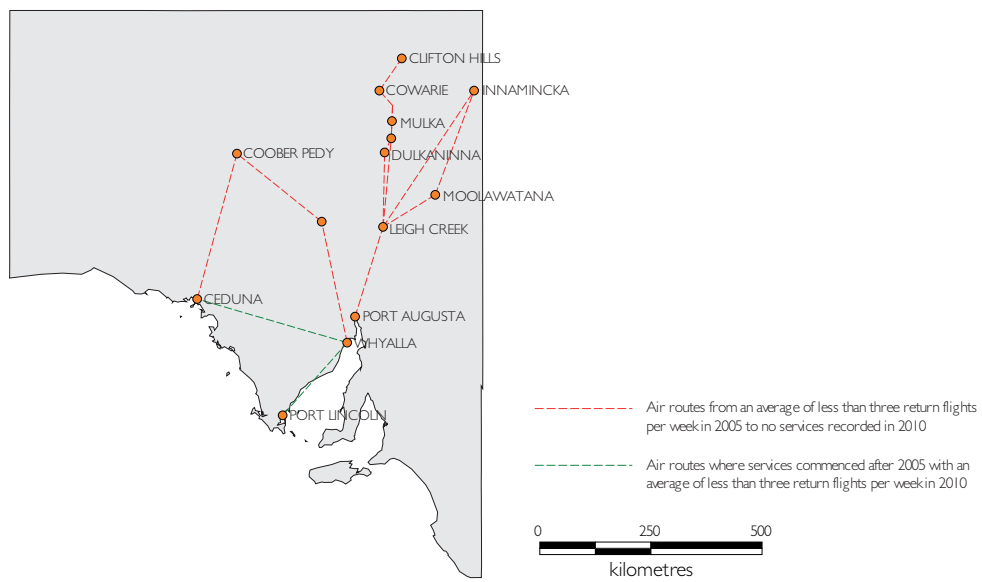 CLIFTON HILLS
COWARIE
INNAMINCKA
MULKA
COOBER PEDY
DULKANINNA
MOOLAWATANA
LEIGH CREEK
CEDUNA
PORT AUGUSTA
WHYALLA
PORT LINCOLN
Air routes from an average of less than three return flights
per week in 2005 to no services recorded in 2010
Air routes where services commenced after 2005 with an
average of less than three return flights per week in 2010
0 250 500
kilometres